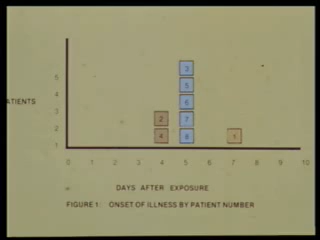 3
5
5
4
6
ATIENTS
3
2 7
2
4 8 1
1
0 1 2 3 4 5 6 7 8 9 10
DAYS AFTER EXPOSURE
FIGURE 1: ONSET OF ILLNESS BY PATIENT NUMBER